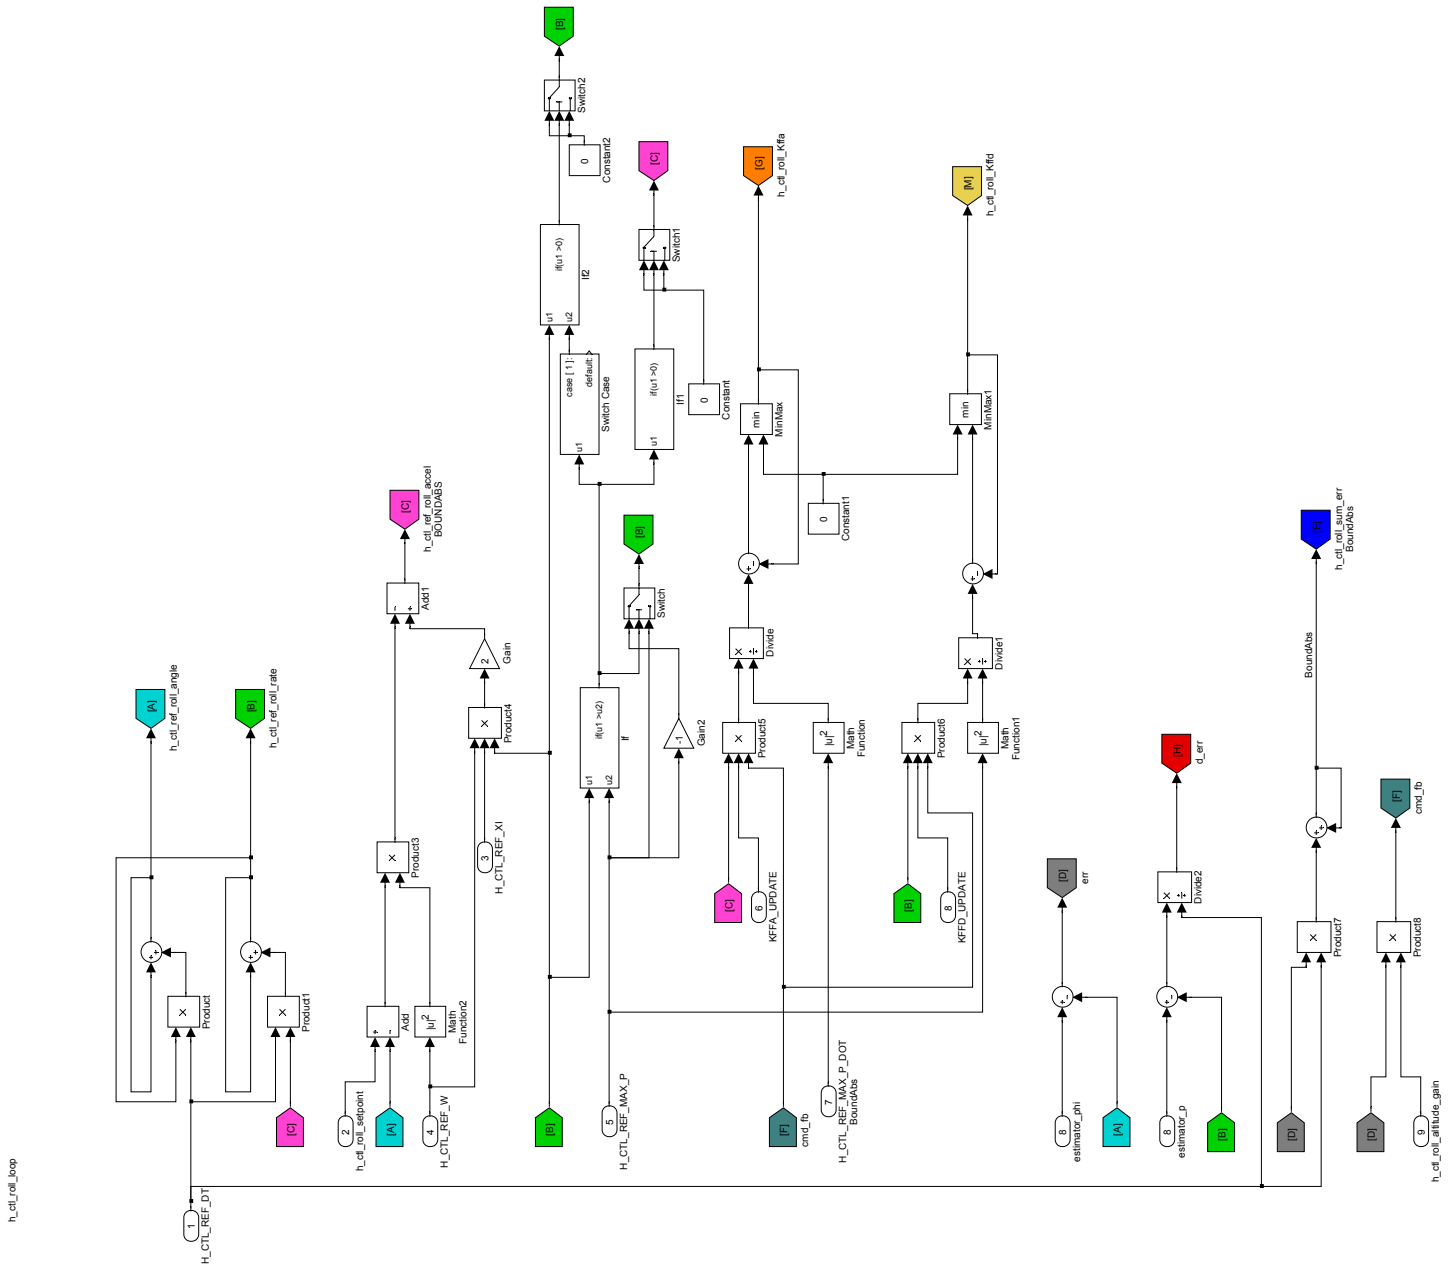 h_ctl_roll_loop
1
H_CTL_REF_DT
×
Product
[A]
h_ctl_ref_roll_angle
[C]
×
Product1
[B]
h_ctl_ref_roll_rate
2
h_ctl_roll_setpoint
[A]
Add
4
H_CTL_REF_W
|u|²
Math
Function2
×
Product3
3
H_CTL_REF_XI
×
Product4
2
Gain
Add1
[C]
h_ctl_ref_roll_accel
BOUNDABS
[B]
5
H_CTL_REF_MAX_P
u1
u2
if(u1 >u2)
If
-1
Gain2
Switch
[B]
u1
case [ 1 ]:
default:
Switch Case
u1
u2
if(u1 >0)
If2
0
Constant2
Switch2
[B]
u1
if(u1 >0)
If1
0
Constant
Switch1
[C]
[C]
6
KFFA_UPDATE
×
Product5
[F]
cmd_fb
7
H_CTL_REF_MAX_P_DOT
BoundAbs
|u|²
Math
Function
×
÷
Divide
min
MinMax
[G]
h_ctl_roll_Kffa
0
Constant1
[B]
8
KFFD_UPDATE
×
Product6
|u|²
Math
Function1
×
÷
Divide1
min
MinMax1
[M]
h_ctl_roll_Kffd
8
estimator_phi
[A]
[D]
err
8
estimator_p
[B]
×
÷
Divide2
[H]
d_err
[D]
×
Product7
BoundAbs
h_ctl_roll_sum_err
BoundAbs
[D]
9
h_ctl_roll_altitude_gain
×
Product8
[F]
cmd_fb